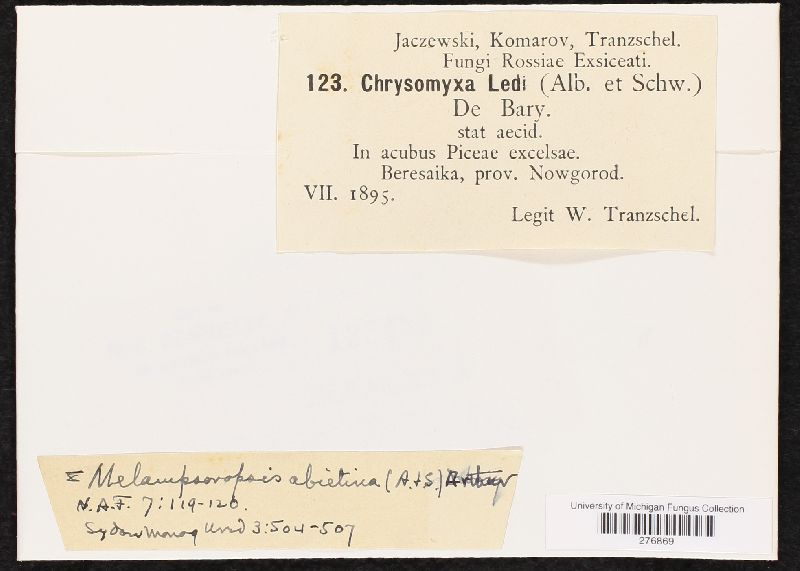 Jaczewski, Komarov, Tranzschel.
Fungi Rossiae Exsiceati.
123. Chrysomyxa Ledi (Alb. et Schw.)
De Bary.
stat aecid.
In acubus Piceae excelsae.
Beresaika, prov. Nowgorod.
VII. 1895.
Legit W. Tranzschel.
Melampsoropsis abietina (A.+S.) Arthur
N.A.F. 7:119-120.
Sydow Monog Ured 3:504-507
University of Michigan Fungus Collection
276869